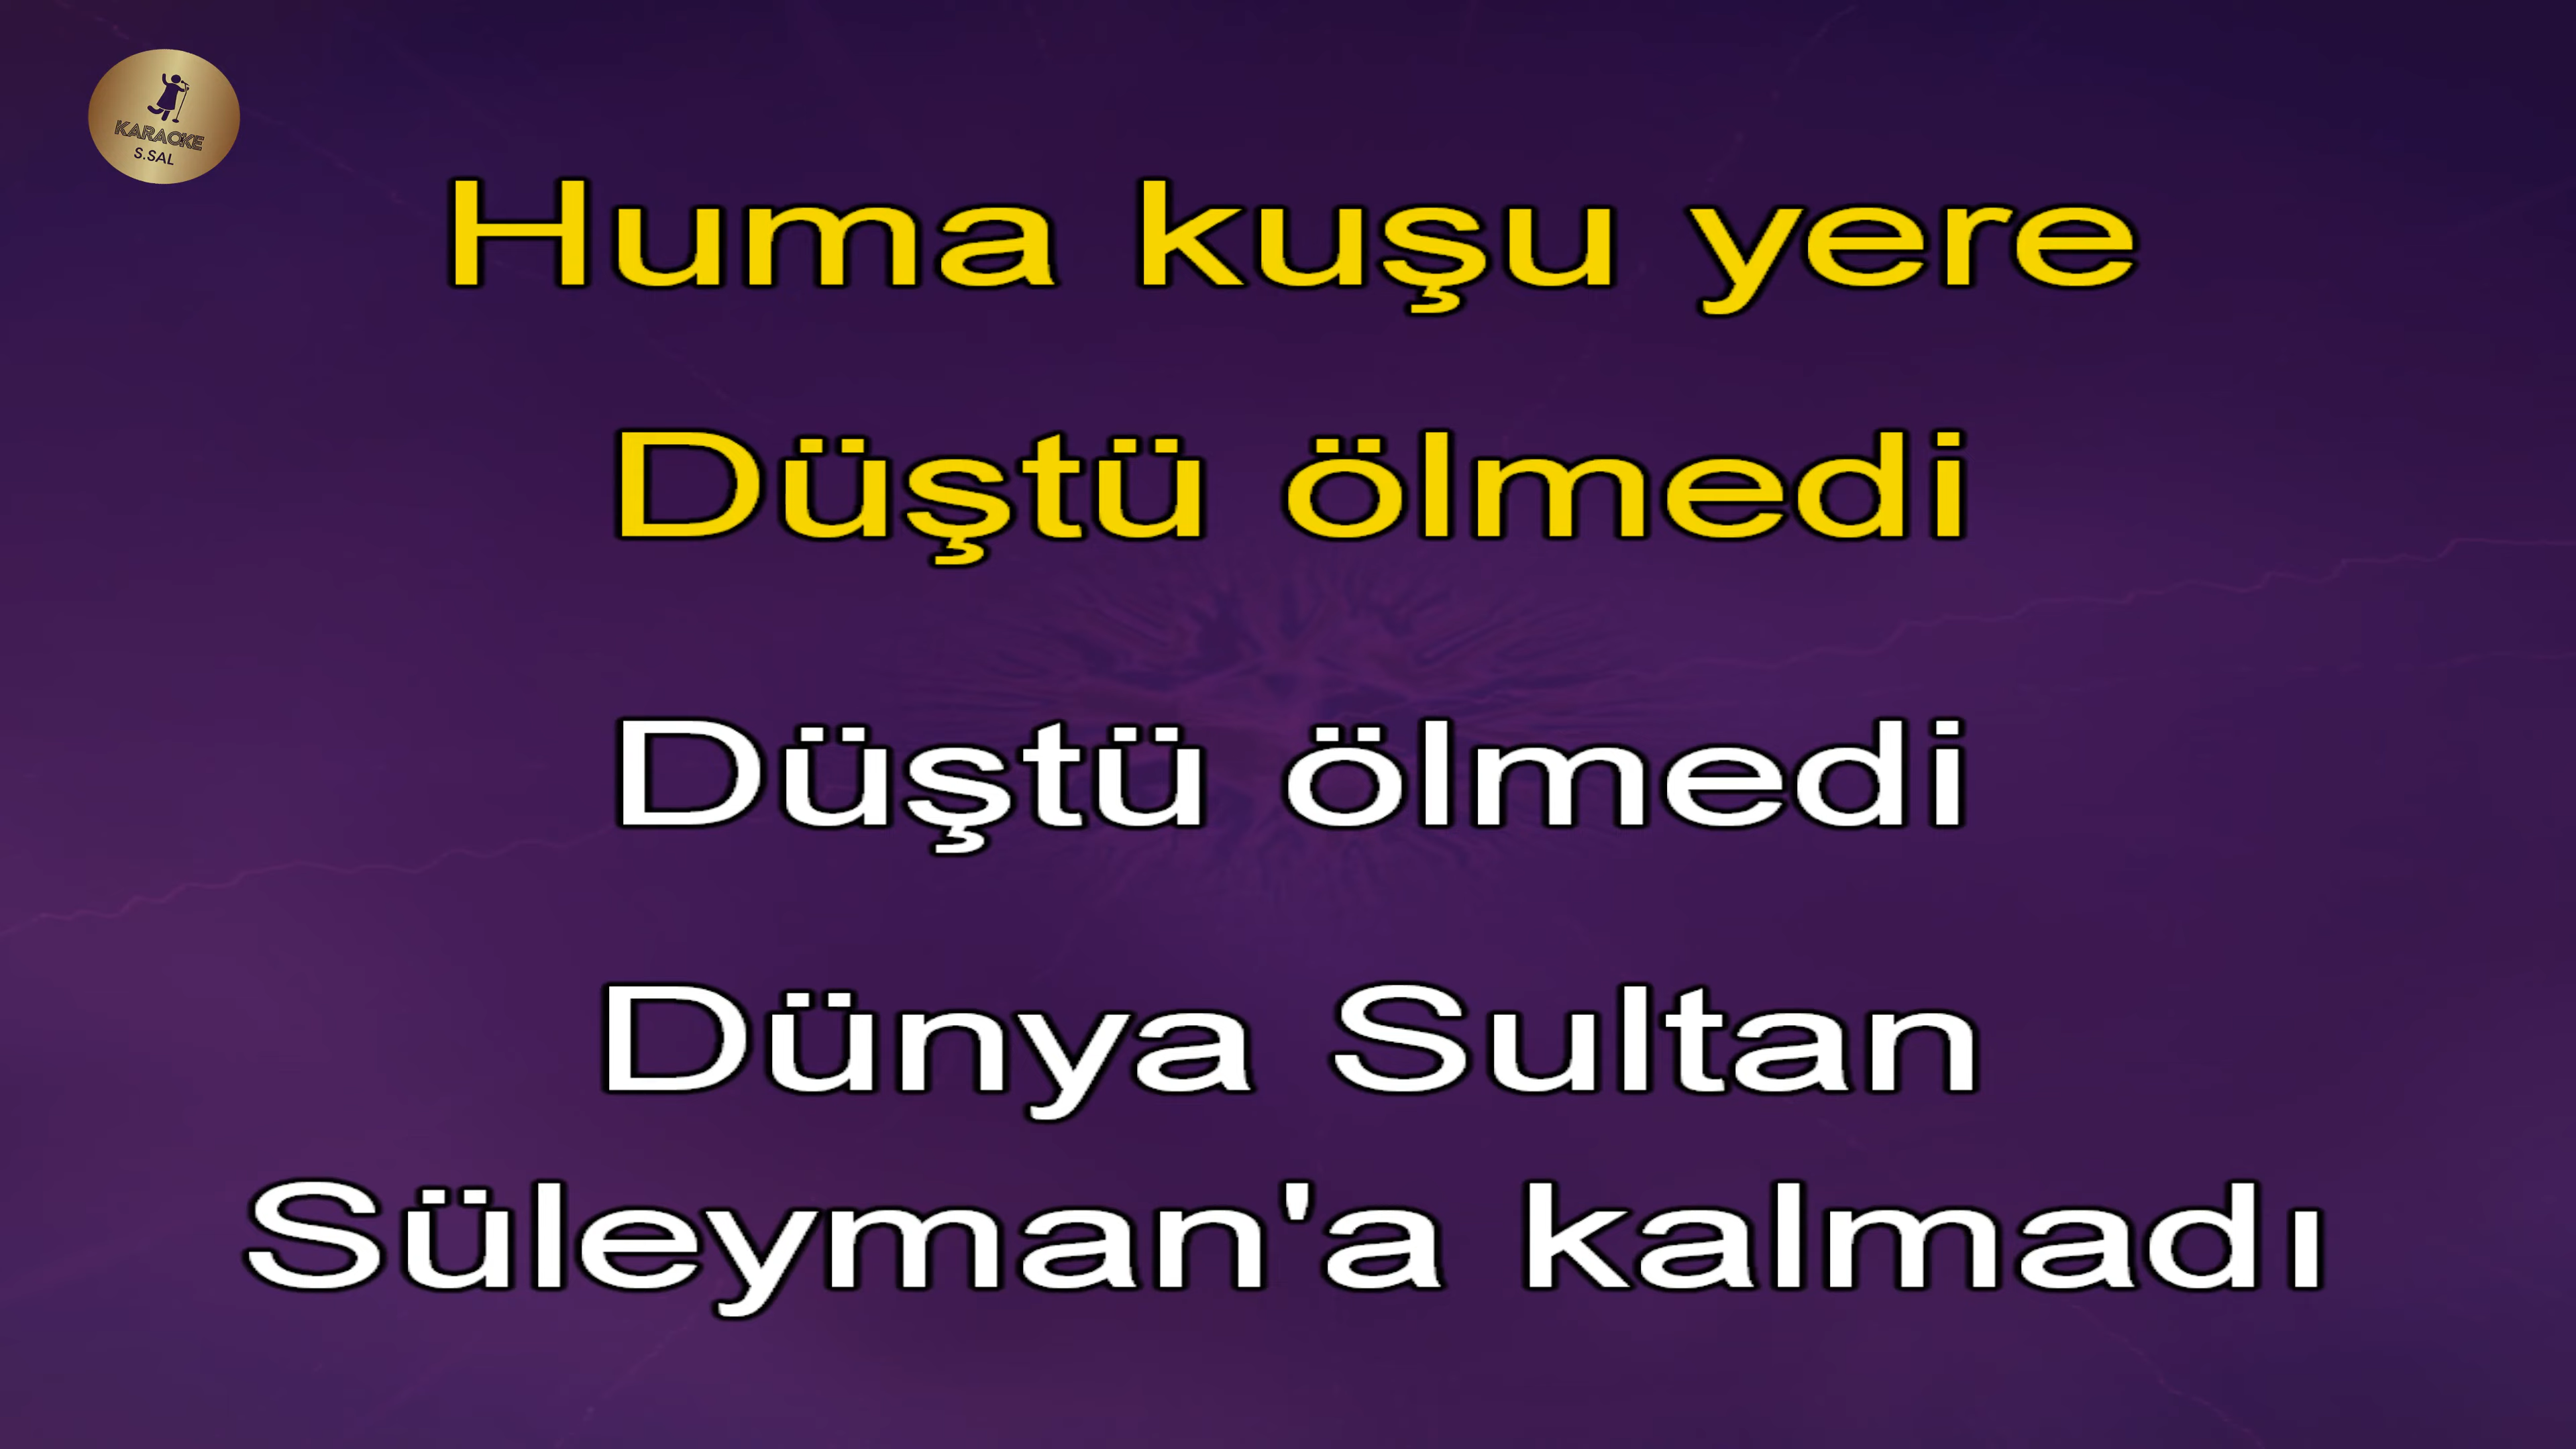 KARAOKE
S.SAL
Huma kuşu yere
Düştü ölmedi
Düştü ölmedi
Dünya Sultan
Süleyman'a kalmadı